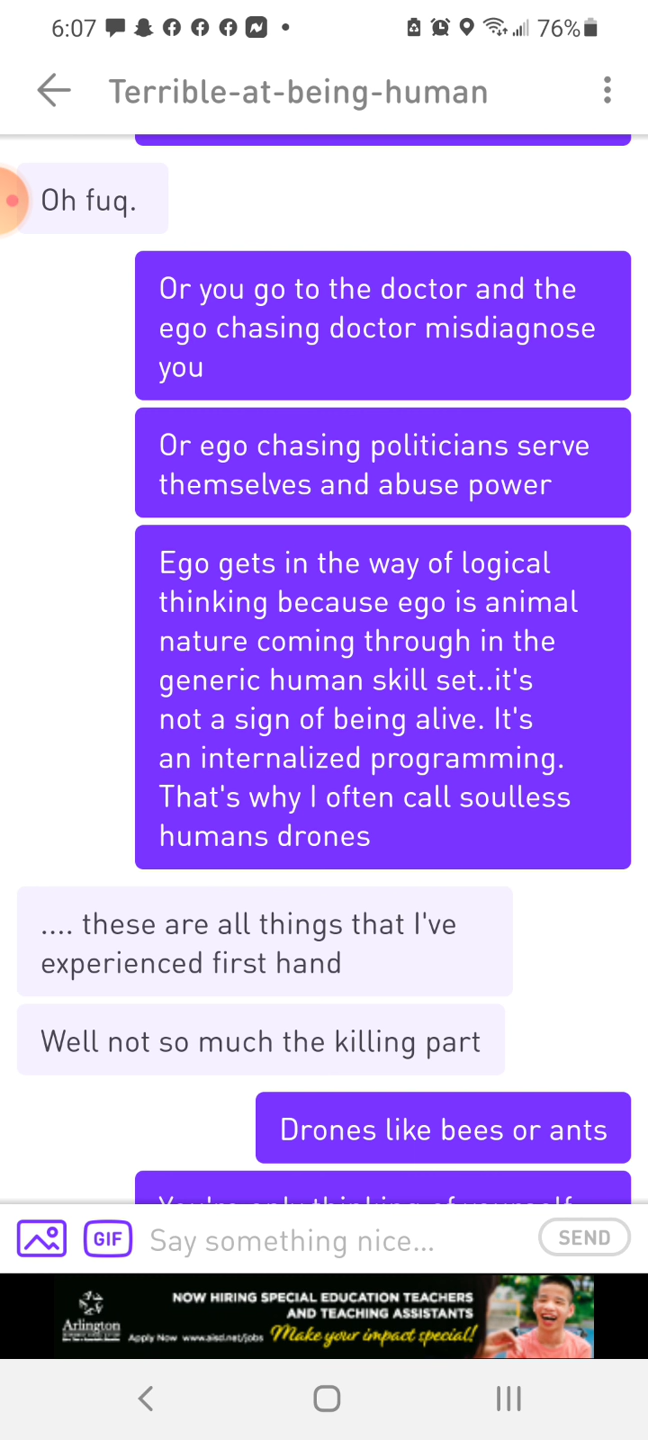 6:07
76%
Terrible-at-being-human
Oh fuq.
Or you go to the doctor and the
ego chasing doctor misdiagnose
you
Or ego chasing politicians serve
themselves and abuse power
Ego gets in the way of logical
thinking because ego is animal
nature coming through in the
generic human skill set..it's
not a sign of being alive. It's
an internalized programming.
That's why I often call soulless
humans drones
.... these are all things that I've
experienced first hand
Well not so much the killing part
Drones like bees or ants
You're only thinking of yourself
GIF
Say something nice...
SEND
NOW HIRING SPECIAL EDUCATION TEACHERS
AND TEACHING ASSISTANTS
Arlington
Apply Now www.aisd.net/jobs Make your impact special!